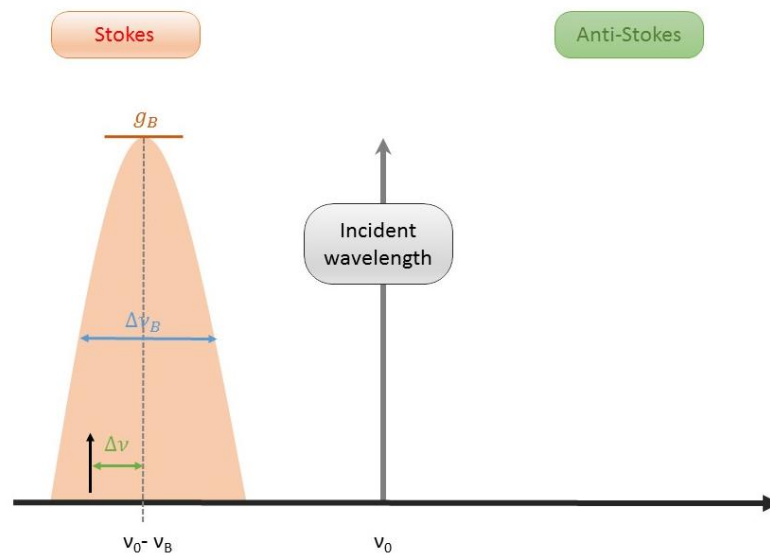 Stokes
Anti-Stokes
g_B
Incident
wavelength
Δν_B
Δν
ν₀- ν_B
ν₀